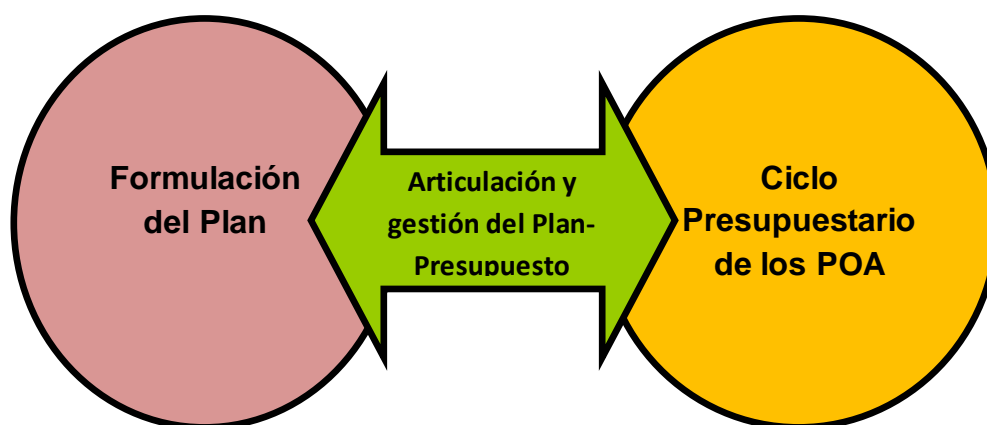 Formulación
del Plan
Articulación y
gestión del Plan-
Presupuesto
Ciclo
Presupuestario
de los POA